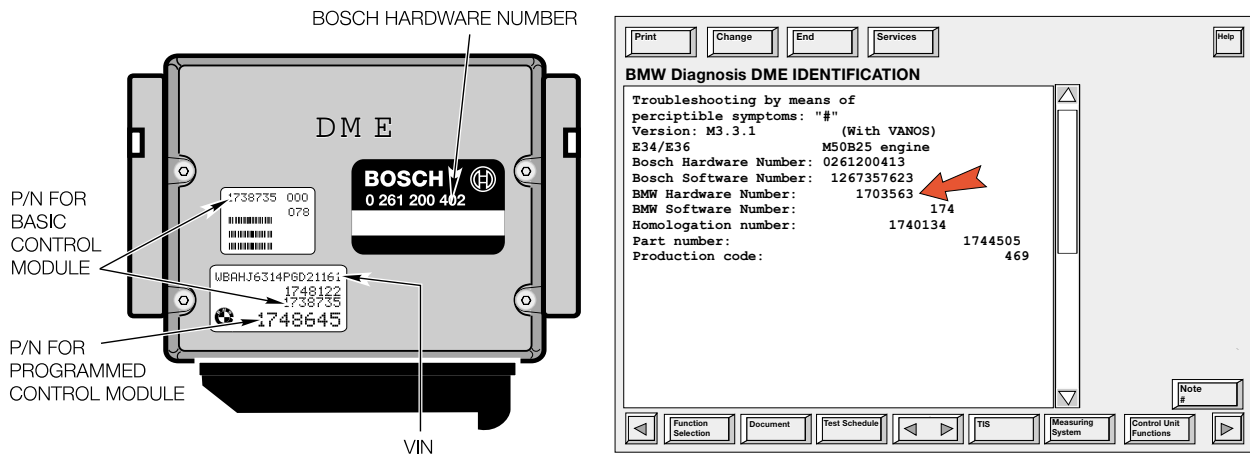 BOSCH HARDWARE NUMBER
DME
BOSCH
0 261 200 402
P/N FOR
BASIC
CONTROL
MODULE
1738735 000
078
WBAHJ6314PGD21161
1748122
1738735
1748645
P/N FOR
PROGRAMMED
CONTROL MODULE
VIN
Print Change End Services Help
BMW Diagnosis DME IDENTIFICATION
Troubleshooting by means of
perciptible symptoms: "#"
Version: M3.3.1 (With VANOS)
E34/E36 M50B25 engine
Bosch Hardware Number: 0261200413
Bosch Software Number: 1267357623
BMW Hardware Number: 1703563
BMW Software Number: 174
Homologation number: 1740134
Part number: 1744505
Production code: 469
Note
#
Function
Selection
Document
Test Schedule
TIS
Measuring
System
Control Unit
Functions